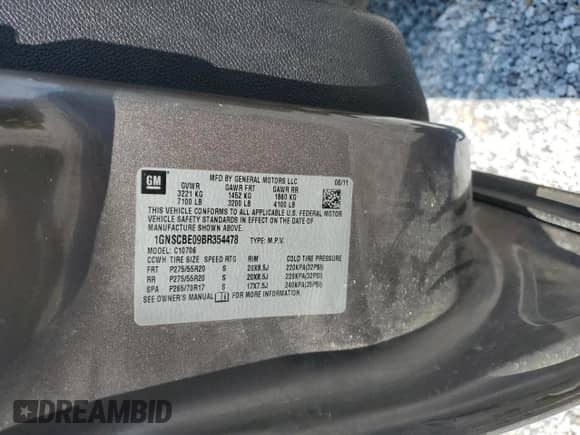 MFD BY GENERAL MOTORS LLC 06/11
GM
GVWR GAWR FRT GAWR RR
3221 KG 1452 KG 1860 KG
7100 LB 3200 LB 4100 LB
THIS VEHICLE CONFORMS TO ALL APPLICABLE U.S. FEDERAL MOTOR
VEHICLE SAFETY STANDARDS IN EFFECT ON THE DATE OF
MANUFACTURE SHOWN ABOVE.
1GNSCBE09BR354478 TYPE: M.P.V.
MODEL: C10706
CCWH TIRE SIZE SPEED RTG RIM COLD TIRE PRESSURE
FRT P275/55R20 S 20X8.5J 220KPA(32PSI)
RR P275/55R20 S 20X8.5J 220KPA(32PSI)
SPA P265/70R17 S 17X7.5J 240KPA(35PSI)
SEE OWNER'S MANUAL FOR MORE INFORMATION.
DREAMBID